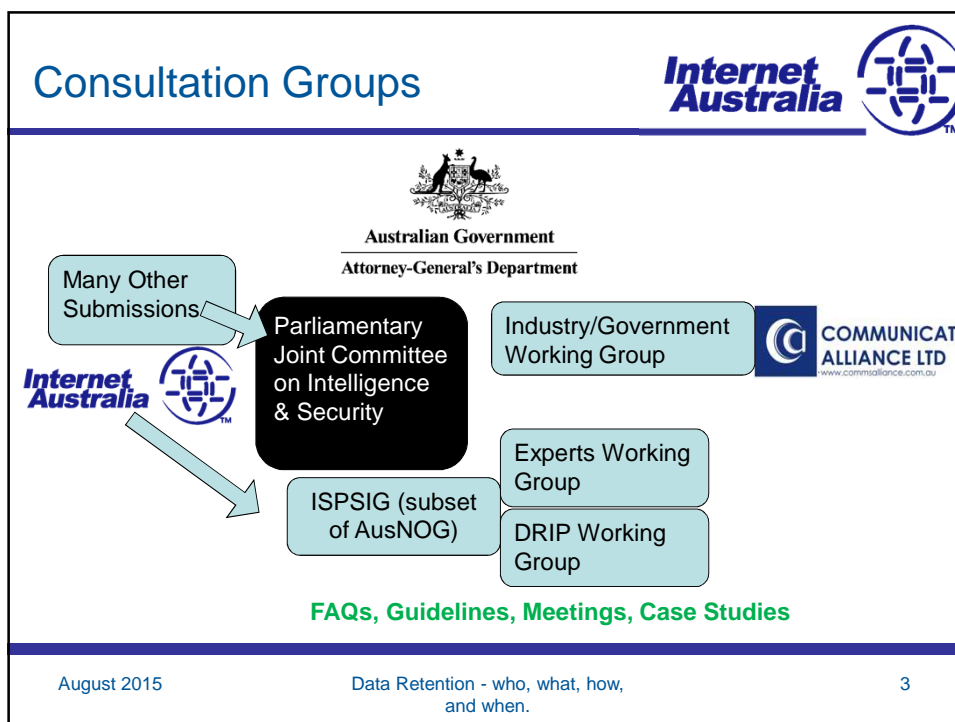 Consultation Groups
Internet
Australia
TM
Australian Government
Attorney-General's Department
Many Other
Submissions
Parliamentary
Joint Committee
on Intelligence
& Security
Industry/Government
Working Group
COMMUNICAT
ALLIANCE LTD
www.commsalliance.com.au
Internet
Australia
TM
Experts Working
Group
ISPSIG (subset
of AusNOG)
DRIP Working
Group
FAQs, Guidelines, Meetings, Case Studies
August 2015
Data Retention - who, what, how,
and when.
3